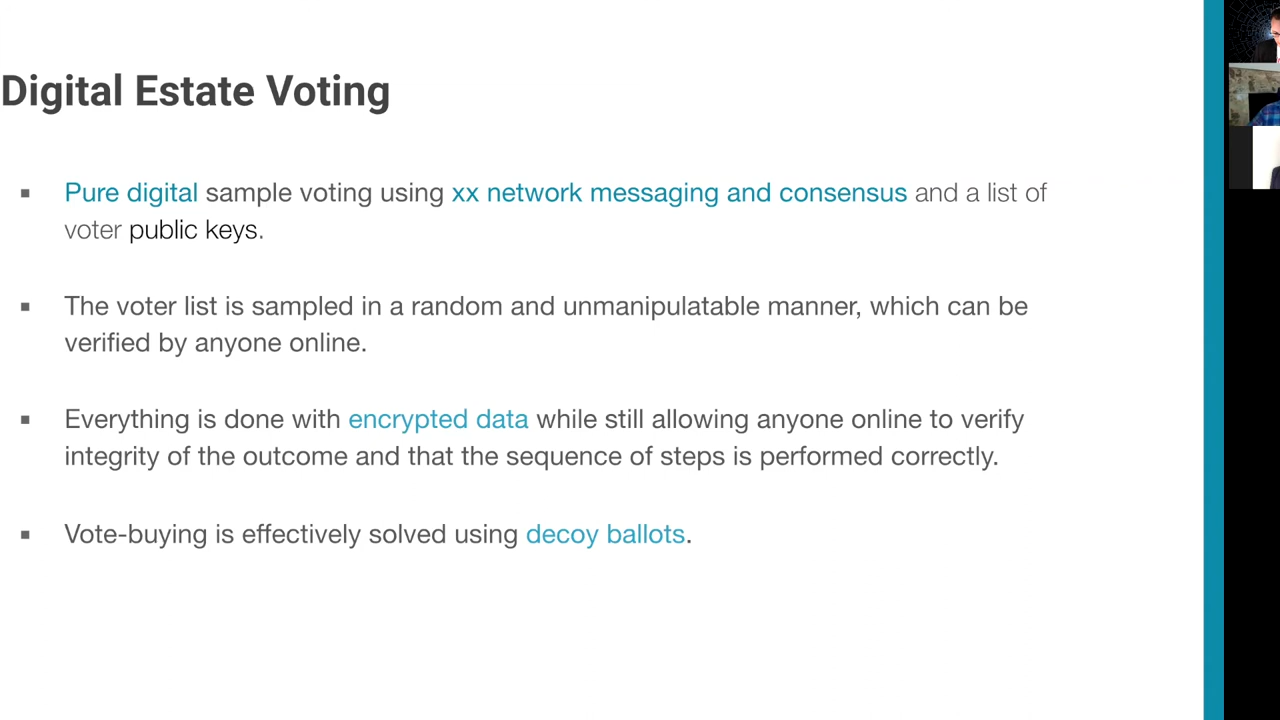 Digital Estate Voting
▪ Pure digital sample voting using xx network messaging and consensus and a list of
voter public keys.
▪ The voter list is sampled in a random and unmanipulatable manner, which can be
verified by anyone online.
▪ Everything is done with encrypted data while still allowing anyone online to verify
integrity of the outcome and that the sequence of steps is performed correctly.
▪ Vote-buying is effectively solved using decoy ballots.